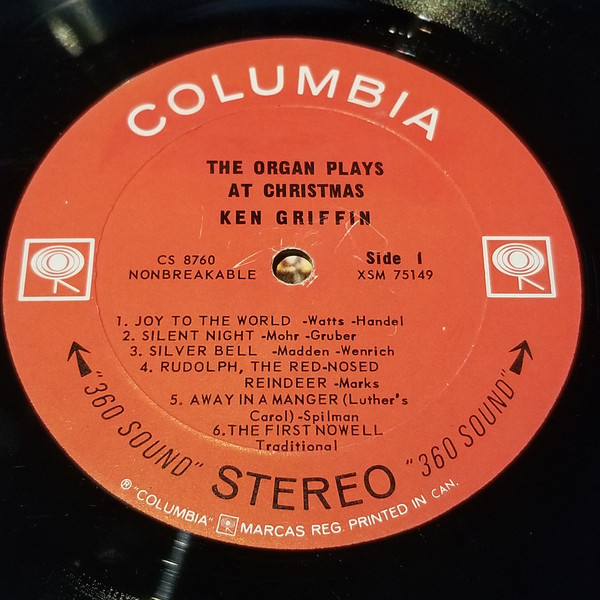 COLUMBIA
THE ORGAN PLAYS
AT CHRISTMAS
KEN GRIFFIN
CS 8760
NONBREAKABLE
Side 1
XSM 75149
1. JOY TO THE WORLD -Watts -Handel
2. SILENT NIGHT -Mohr -Gruber
3. SILVER BELL -Madden -Wenrich
4. RUDOLPH, THE RED-NOSED
REINDEER -Marks
5. AWAY IN A MANGER (Luther's
Carol) -Spilman
6. THE FIRST NOWELL
Traditional
"360 SOUND" STEREO "360 SOUND"
® "COLUMBIA" MARCAS REG. PRINTED IN CAN.